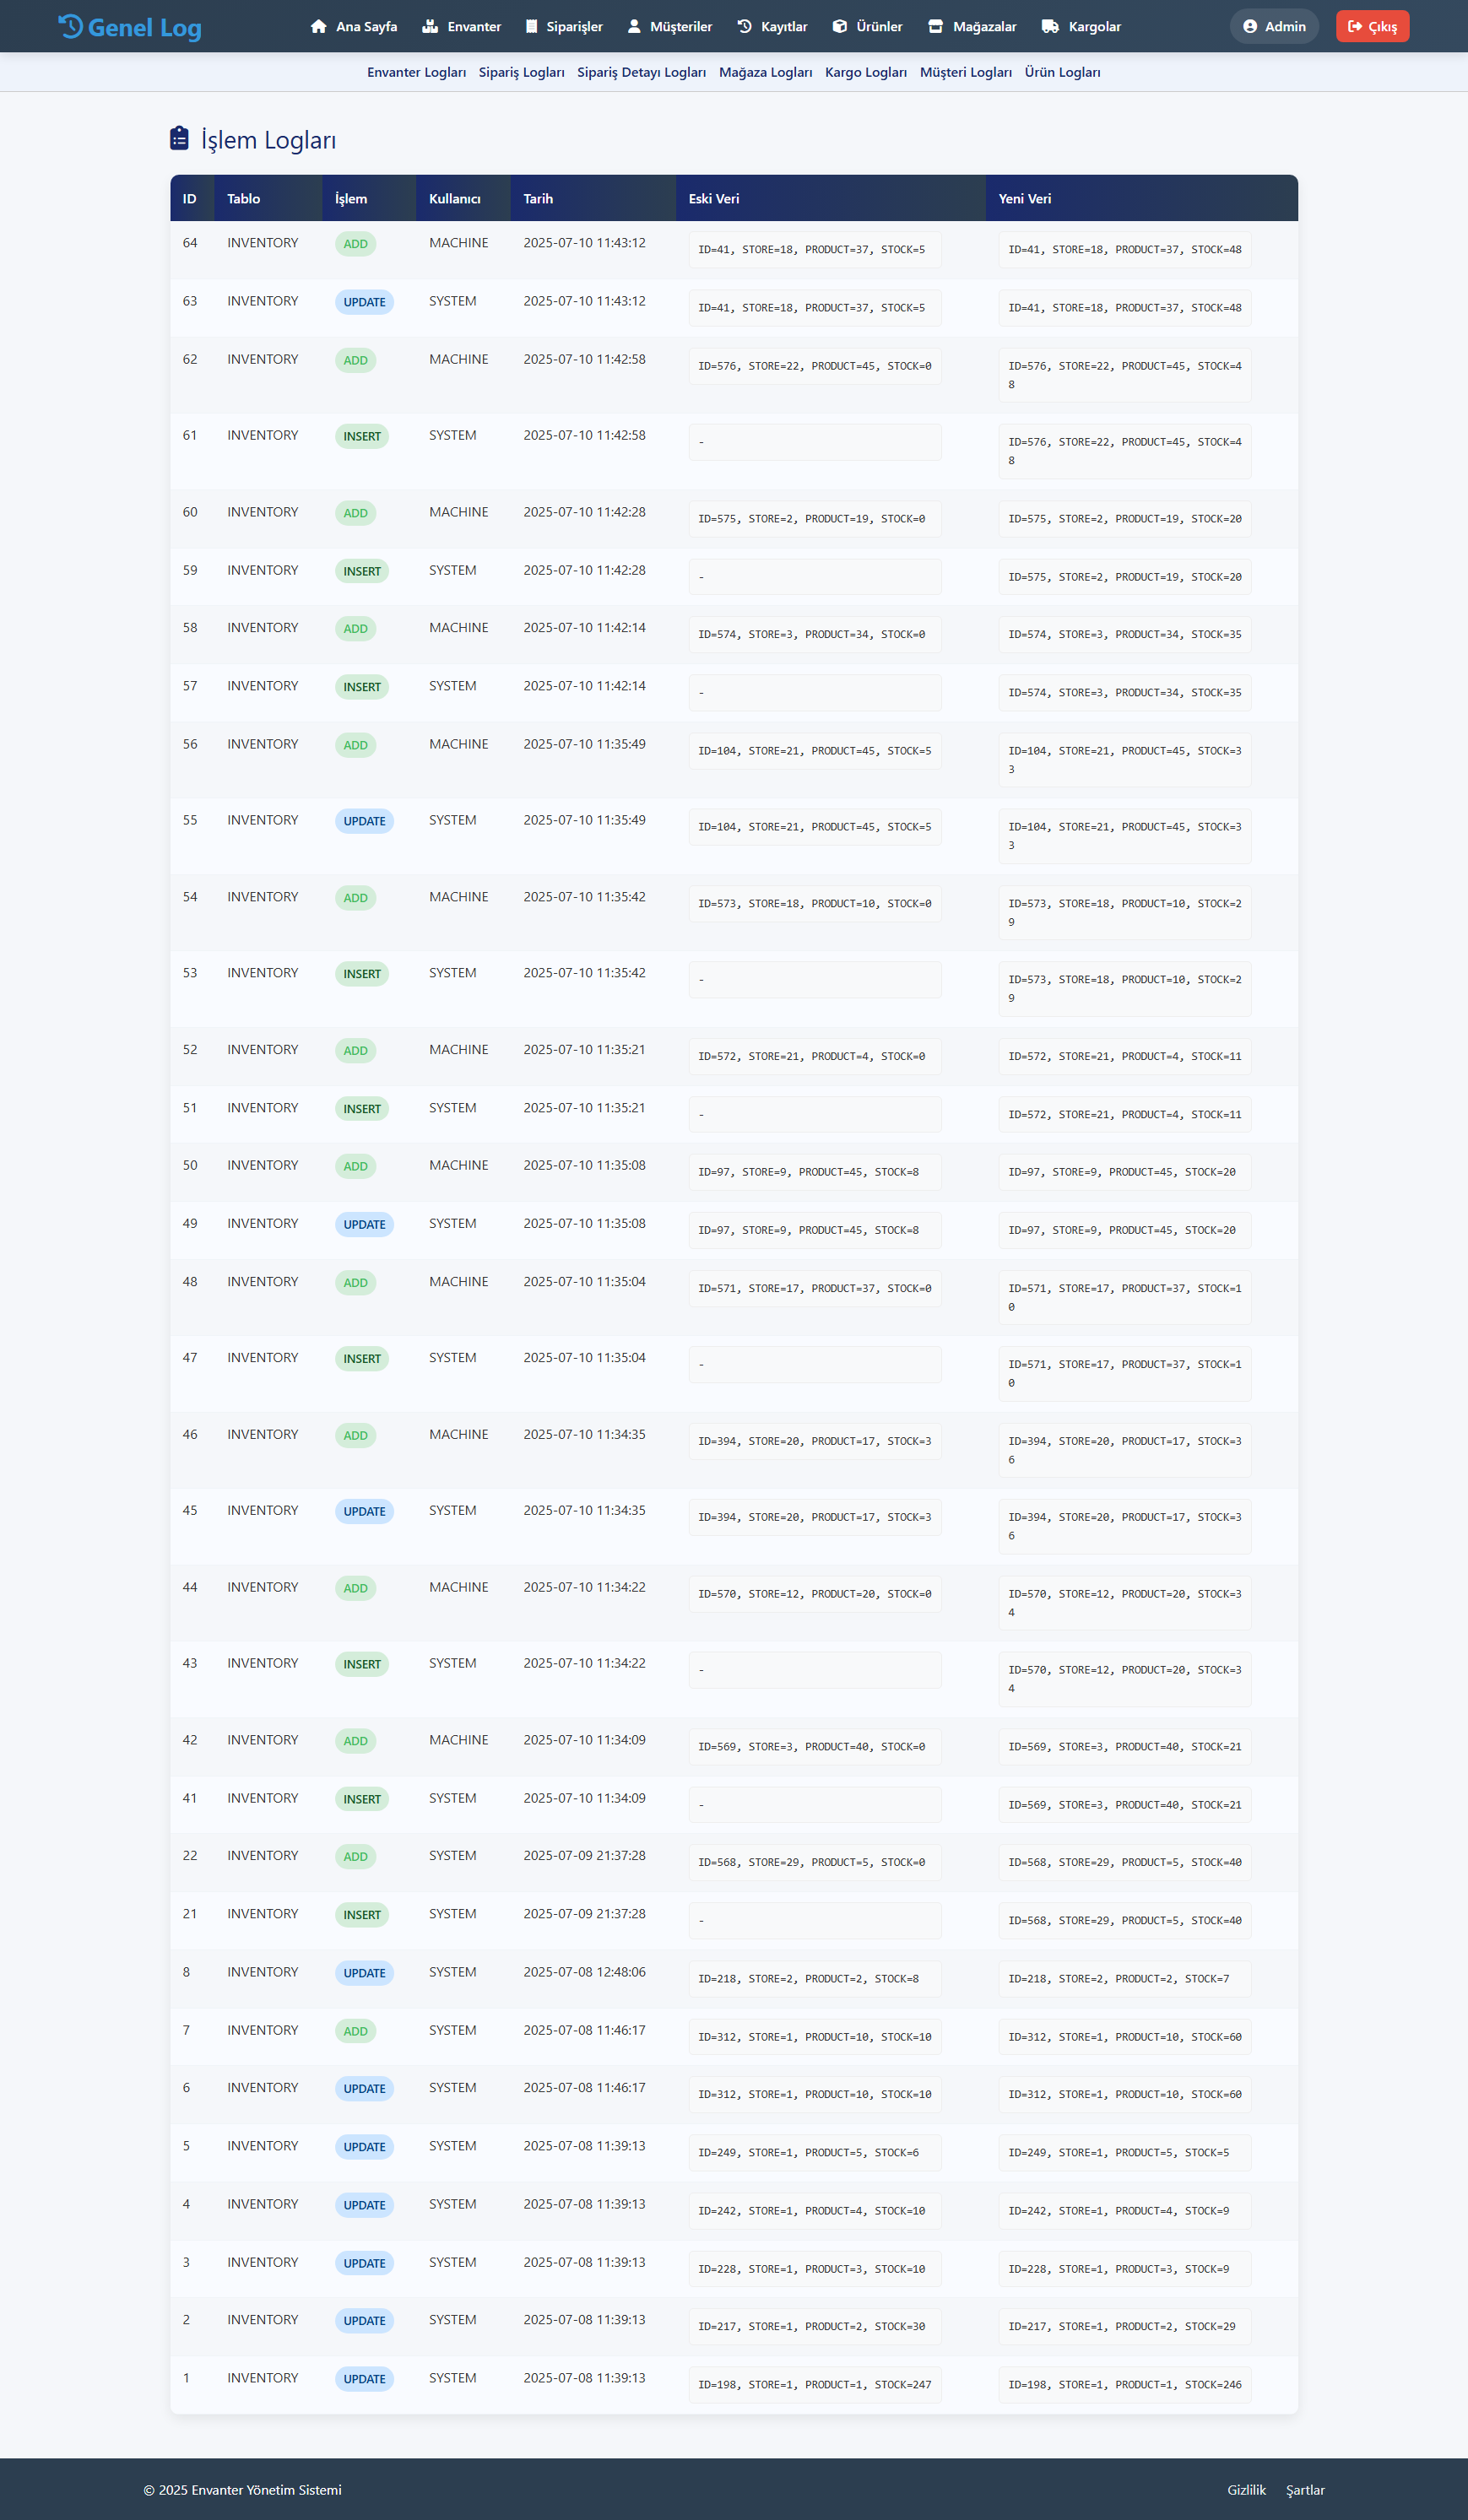 Genel Log Ana Sayfa Envanter Siparişler Müşteriler Kayıtlar Ürünler Mağazalar Kargolar Admin Çıkış
Envanter Logları Sipariş Logları Sipariş Detayı Logları Mağaza Logları Kargo Logları Müşteri Logları Ürün Logları
İşlem Logları
ID Tablo İşlem Kullanıcı Tarih Eski Veri Yeni Veri
64 INVENTORY ADD MACHINE 2025-07-10 11:43:12 ID=41, STORE=18, PRODUCT=37, STOCK=5 ID=41, STORE=18, PRODUCT=37, STOCK=48
63 INVENTORY UPDATE SYSTEM 2025-07-10 11:43:12 ID=41, STORE=18, PRODUCT=37, STOCK=5 ID=41, STORE=18, PRODUCT=37, STOCK=48
62 INVENTORY ADD MACHINE 2025-07-10 11:42:58 ID=576, STORE=22, PRODUCT=45, STOCK=0 ID=576, STORE=22, PRODUCT=45, STOCK=4
8
61 INVENTORY INSERT SYSTEM 2025-07-10 11:42:58 - ID=576, STORE=22, PRODUCT=45, STOCK=4
8
60 INVENTORY ADD MACHINE 2025-07-10 11:42:28 ID=575, STORE=2, PRODUCT=19, STOCK=0 ID=575, STORE=2, PRODUCT=19, STOCK=20
59 INVENTORY INSERT SYSTEM 2025-07-10 11:42:28 - ID=575, STORE=2, PRODUCT=19, STOCK=20
58 INVENTORY ADD MACHINE 2025-07-10 11:42:14 ID=574, STORE=3, PRODUCT=34, STOCK=0 ID=574, STORE=3, PRODUCT=34, STOCK=35
57 INVENTORY INSERT SYSTEM 2025-07-10 11:42:14 - ID=574, STORE=3, PRODUCT=34, STOCK=35
56 INVENTORY ADD MACHINE 2025-07-10 11:35:49 ID=104, STORE=21, PRODUCT=45, STOCK=5 ID=104, STORE=21, PRODUCT=45, STOCK=3
3
55 INVENTORY UPDATE SYSTEM 2025-07-10 11:35:49 ID=104, STORE=21, PRODUCT=45, STOCK=5 ID=104, STORE=21, PRODUCT=45, STOCK=3
3
54 INVENTORY ADD MACHINE 2025-07-10 11:35:42 ID=573, STORE=18, PRODUCT=10, STOCK=0 ID=573, STORE=18, PRODUCT=10, STOCK=2
9
53 INVENTORY INSERT SYSTEM 2025-07-10 11:35:42 - ID=573, STORE=18, PRODUCT=10, STOCK=2
9
52 INVENTORY ADD MACHINE 2025-07-10 11:35:21 ID=572, STORE=21, PRODUCT=4, STOCK=0 ID=572, STORE=21, PRODUCT=4, STOCK=11
51 INVENTORY INSERT SYSTEM 2025-07-10 11:35:21 - ID=572, STORE=21, PRODUCT=4, STOCK=11
50 INVENTORY ADD MACHINE 2025-07-10 11:35:08 ID=97, STORE=9, PRODUCT=45, STOCK=8 ID=97, STORE=9, PRODUCT=45, STOCK=20
49 INVENTORY UPDATE SYSTEM 2025-07-10 11:35:08 ID=97, STORE=9, PRODUCT=45, STOCK=8 ID=97, STORE=9, PRODUCT=45, STOCK=20
48 INVENTORY ADD MACHINE 2025-07-10 11:35:04 ID=571, STORE=17, PRODUCT=37, STOCK=0 ID=571, STORE=17, PRODUCT=37, STOCK=1
0
47 INVENTORY INSERT SYSTEM 2025-07-10 11:35:04 - ID=571, STORE=17, PRODUCT=37, STOCK=1
0
46 INVENTORY ADD MACHINE 2025-07-10 11:34:35 ID=394, STORE=20, PRODUCT=17, STOCK=3 ID=394, STORE=20, PRODUCT=17, STOCK=3
6
45 INVENTORY UPDATE SYSTEM 2025-07-10 11:34:35 ID=394, STORE=20, PRODUCT=17, STOCK=3 ID=394, STORE=20, PRODUCT=17, STOCK=3
6
44 INVENTORY ADD MACHINE 2025-07-10 11:34:22 ID=570, STORE=12, PRODUCT=20, STOCK=0 ID=570, STORE=12, PRODUCT=20, STOCK=3
4
43 INVENTORY INSERT SYSTEM 2025-07-10 11:34:22 - ID=570, STORE=12, PRODUCT=20, STOCK=3
4
42 INVENTORY ADD MACHINE 2025-07-10 11:34:09 ID=569, STORE=3, PRODUCT=40, STOCK=0 ID=569, STORE=3, PRODUCT=40, STOCK=21
41 INVENTORY INSERT SYSTEM 2025-07-10 11:34:09 - ID=569, STORE=3, PRODUCT=40, STOCK=21
22 INVENTORY ADD SYSTEM 2025-07-09 21:37:28 ID=568, STORE=29, PRODUCT=5, STOCK=0 ID=568, STORE=29, PRODUCT=5, STOCK=40
21 INVENTORY INSERT SYSTEM 2025-07-09 21:37:28 - ID=568, STORE=29, PRODUCT=5, STOCK=40
8 INVENTORY UPDATE SYSTEM 2025-07-08 12:48:06 ID=218, STORE=2, PRODUCT=2, STOCK=8 ID=218, STORE=2, PRODUCT=2, STOCK=7
7 INVENTORY ADD SYSTEM 2025-07-08 11:46:17 ID=312, STORE=1, PRODUCT=10, STOCK=10 ID=312, STORE=1, PRODUCT=10, STOCK=60
6 INVENTORY UPDATE SYSTEM 2025-07-08 11:46:17 ID=312, STORE=1, PRODUCT=10, STOCK=10 ID=312, STORE=1, PRODUCT=10, STOCK=60
5 INVENTORY UPDATE SYSTEM 2025-07-08 11:39:13 ID=249, STORE=1, PRODUCT=5, STOCK=6 ID=249, STORE=1, PRODUCT=5, STOCK=5
4 INVENTORY UPDATE SYSTEM 2025-07-08 11:39:13 ID=242, STORE=1, PRODUCT=4, STOCK=10 ID=242, STORE=1, PRODUCT=4, STOCK=9
3 INVENTORY UPDATE SYSTEM 2025-07-08 11:39:13 ID=228, STORE=1, PRODUCT=3, STOCK=10 ID=228, STORE=1, PRODUCT=3, STOCK=9
2 INVENTORY UPDATE SYSTEM 2025-07-08 11:39:13 ID=217, STORE=1, PRODUCT=2, STOCK=30 ID=217, STORE=1, PRODUCT=2, STOCK=29
1 INVENTORY UPDATE SYSTEM 2025-07-08 11:39:13 ID=198, STORE=1, PRODUCT=1, STOCK=247 ID=198, STORE=1, PRODUCT=1, STOCK=246
© 2025 Envanter Yönetim Sistemi Gizlilik Şartlar